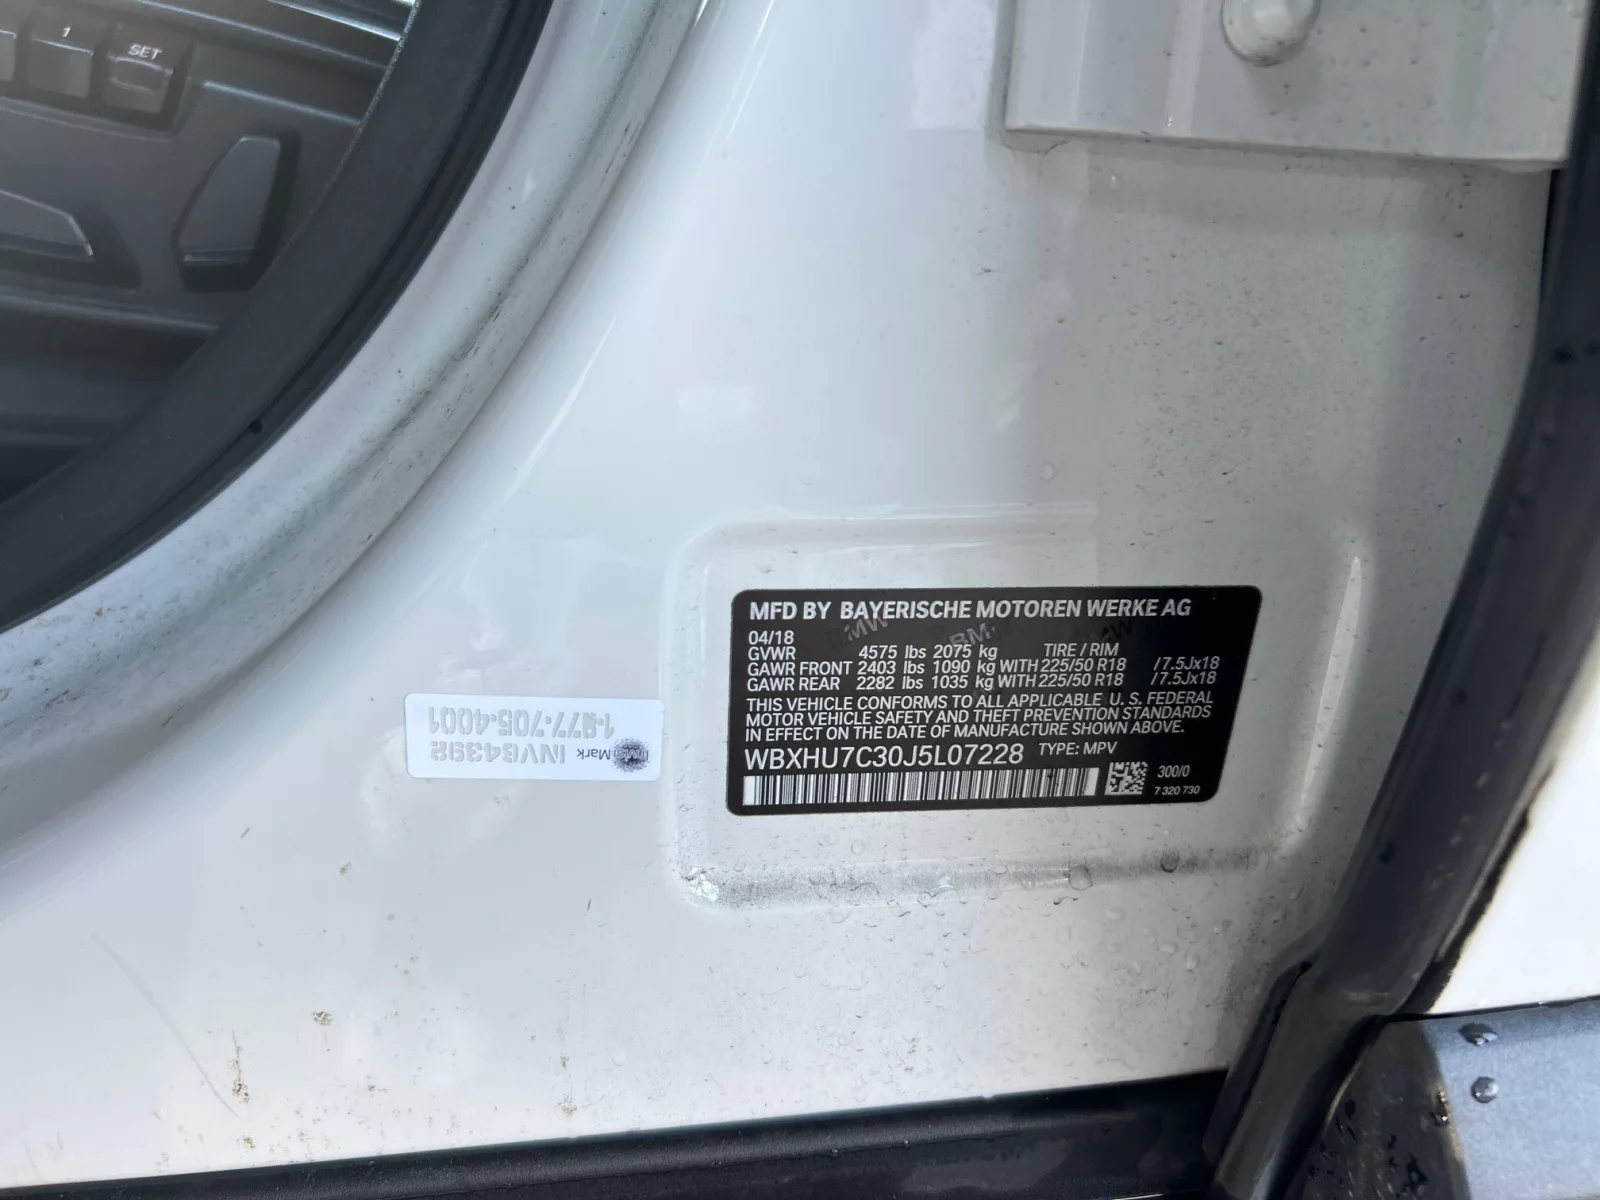 1
SET
MFD BY BAYERISCHE MOTOREN WERKE AG
04/18
GVWR 4575 lbs 2075 kg TIRE / RIM
GAWR FRONT 2403 lbs 1090 kg WITH 225/50 R18 /7.5Jx18
GAWR REAR 2282 lbs 1035 kg WITH 225/50 R18 /7.5Jx18
THIS VEHICLE CONFORMS TO ALL APPLICABLE U. S. FEDERAL
MOTOR VEHICLE SAFETY AND THEFT PREVENTION STANDARDS
IN EFFECT ON THE DATE OF MANUFACTURE SHOWN ABOVE.
WBXHU7C30J5L07228 TYPE: MPV
300/0
7 320 730
BMW
Mark
1-877-705-4001